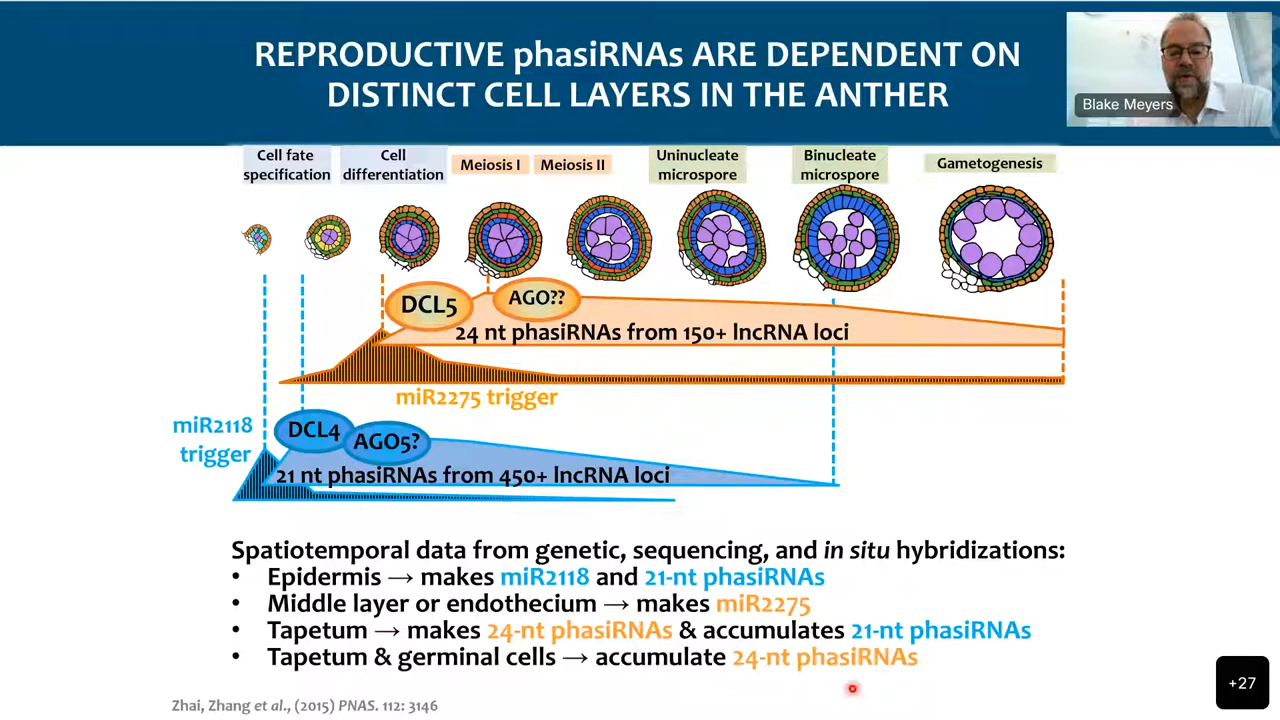 REPRODUCTIVE phasiRNAs ARE DEPENDENT ON
DISTINCT CELL LAYERS IN THE ANTHER
Blake Meyers
Cell fate
specification
Cell
differentiation
Meiosis I
Meiosis II
Uninucleate
microspore
Binucleate
microspore
Gametogenesis
DCL5
AGO??
24 nt phasiRNAs from 150+ lncRNA loci
miR2275 trigger
miR2118
trigger
DCL4
AGO5?
21 nt phasiRNAs from 450+ lncRNA loci
Spatiotemporal data from genetic, sequencing, and in situ hybridizations:
• Epidermis → makes miR2118 and 21-nt phasiRNAs
• Middle layer or endothecium → makes miR2275
• Tapetum → makes 24-nt phasiRNAs & accumulates 21-nt phasiRNAs
• Tapetum & germinal cells → accumulate 24-nt phasiRNAs
Zhai, Zhang et al., (2015) PNAS. 112: 3146
+27